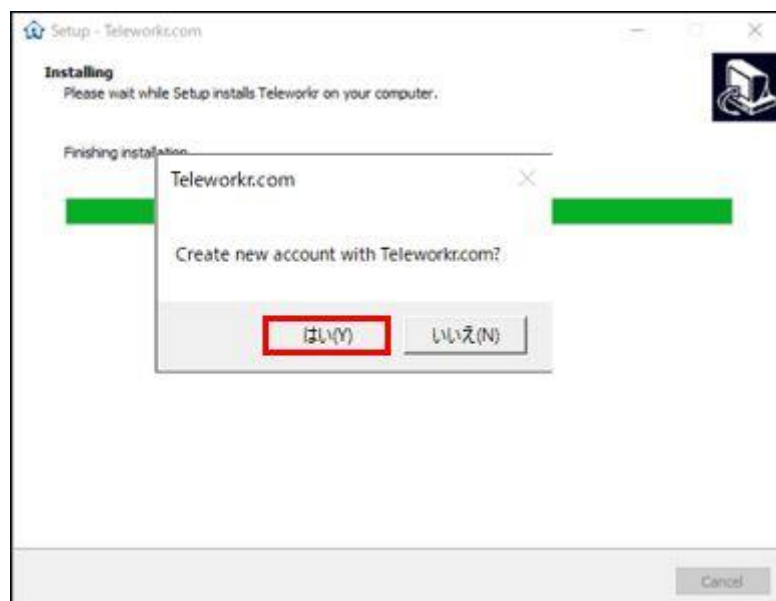 Setup - Teleworkr.com
Installing
Please wait while Setup installs Teleworkr on your computer.
Finishing installation
Teleworkr.com
Create new account with Teleworkr.com?
はい(Y)
いいえ(N)
Cancel